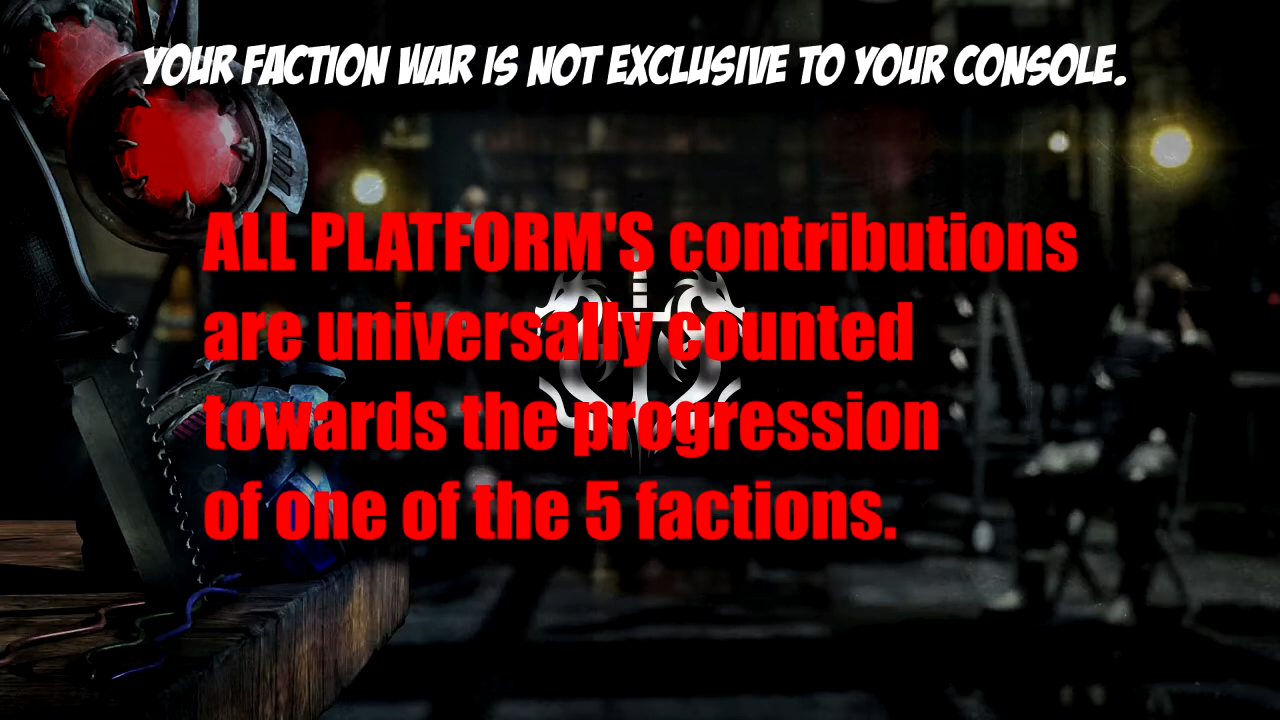 YOUR FACTION WAR IS NOT EXCLUSIVE TO YOUR CONSOLE.
ALL PLATFORM'S contributions
are universally counted
towards the progression
of one of the 5 factions.